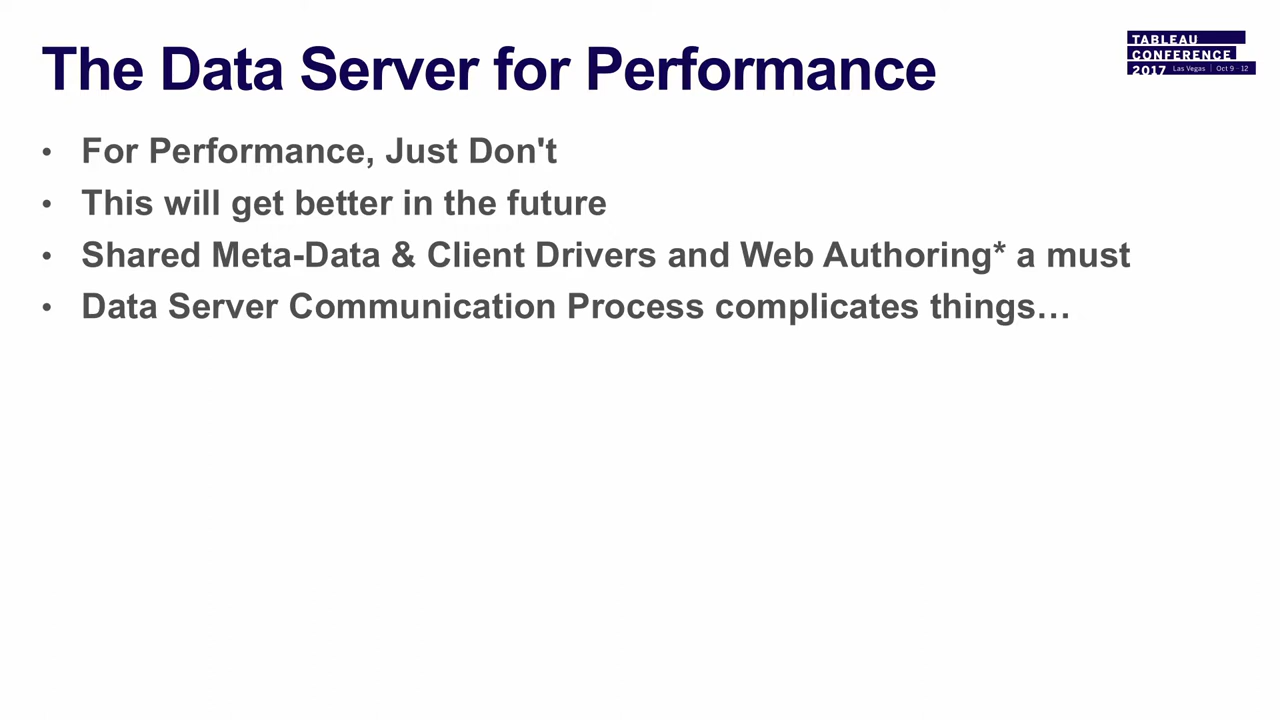 The Data Server for Performance
TABLEAU
CONFERENCE
2017 Las Vegas | Oct 9 - 12
• For Performance, Just Don't
• This will get better in the future
• Shared Meta-Data & Client Drivers and Web Authoring* a must
• Data Server Communication Process complicates things…